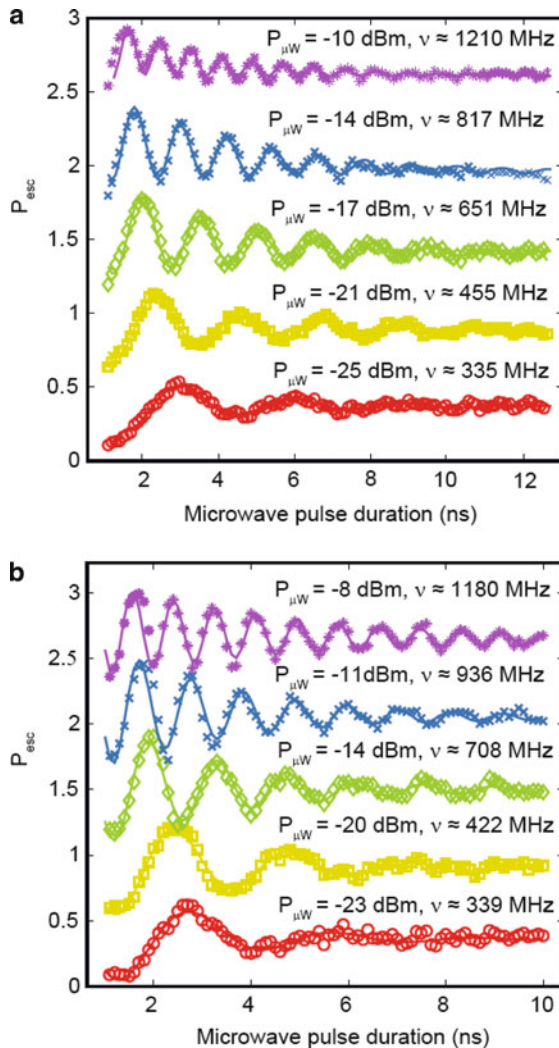 a
P_μW = -10 dBm, ν ≈ 1210 MHz
3
2.5
P_μW = -14 dBm, ν ≈ 817 MHz
2
P_μW = -17 dBm, ν ≈ 651 MHz
P_esc
1.5
P_μW = -21 dBm, ν ≈ 455 MHz
1
P_μW = -25 dBm, ν ≈ 335 MHz
0.5
0
2 4 6 8 10 12
Microwave pulse duration (ns)
b
P_μW = -8 dBm, ν ≈ 1180 MHz
3
2.5
P_μW = -11 dBm, ν ≈ 936 MHz
2
P_esc
P_μW = -14 dBm, ν ≈ 708 MHz
1.5
P_μW = -20 dBm, ν ≈ 422 MHz
1
P_μW = -23 dBm, ν ≈ 339 MHz
0.5
0
2 4 6 8 10
Microwave pulse duration (ns)